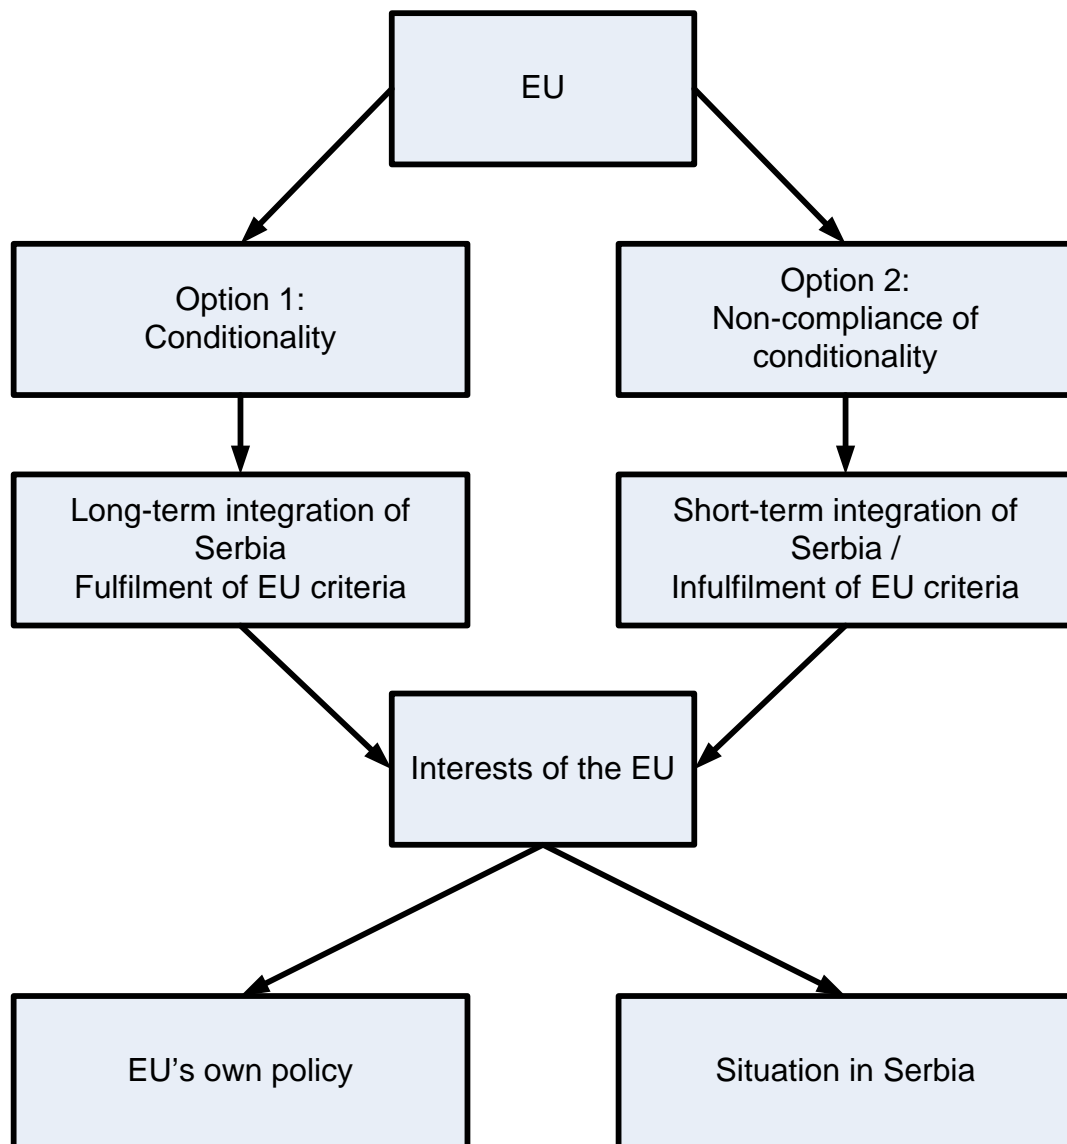 EU
Option 1:
Conditionality
Option 2:
Non-compliance of
conditionality
Long-term integration of
Serbia
Fulfilment of EU criteria
Short-term integration of
Serbia /
Infulfilment of EU criteria
Interests of the EU
EU’s own policy
Situation in Serbia